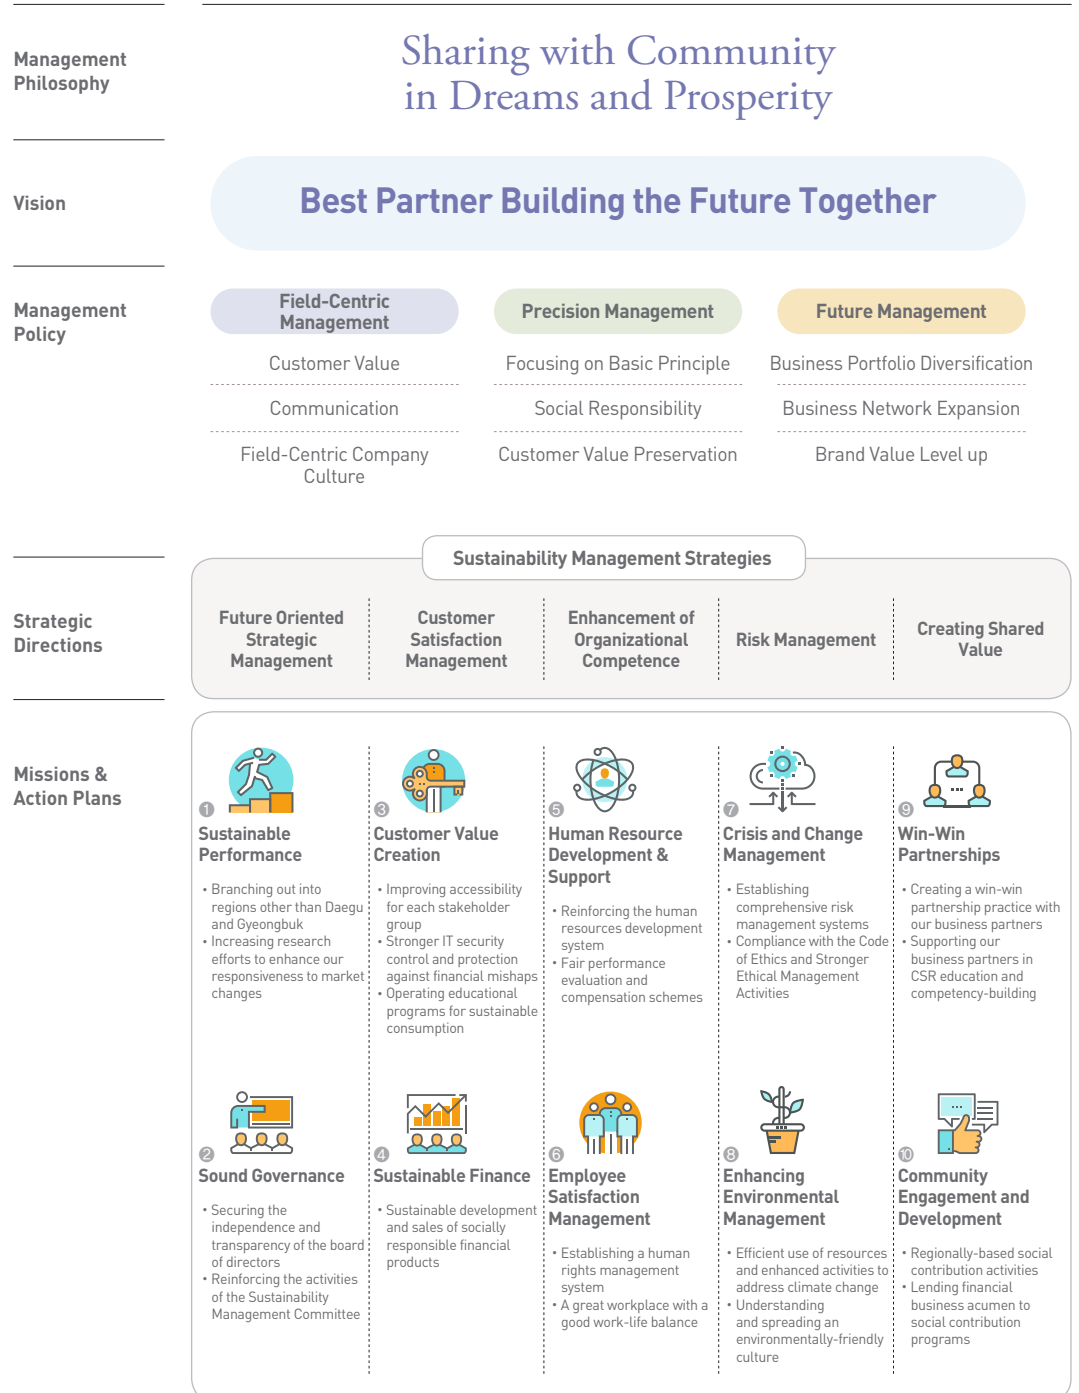 Management
Philosophy
Sharing with Community
in Dreams and Prosperity
Vision
Best Partner Building the Future Together
Management
Policy
Field-Centric
Management
Customer Value
Communication
Field-Centric Company
Culture
Precision Management
Focusing on Basic Principle
Social Responsibility
Customer Value Preservation
Future Management
Business Portfolio Diversification
Business Network Expansion
Brand Value Level up
Sustainability Management Strategies
Strategic
Directions
Future Oriented
Strategic
Management
Customer
Satisfaction
Management
Enhancement of
Organizational
Competence
Risk Management
Creating Shared
Value
Missions &
Action Plans
1
Sustainable
Performance
• Branching out into
regions other than Daegu
and Gyeongbuk
• Increasing research
efforts to enhance our
responsiveness to market
changes
3
Customer Value
Creation
• Improving accessibility
for each stakeholder
group
• Stronger IT security
control and protection
against financial mishaps
• Operating educational
programs for sustainable
consumption
5
Human Resource
Development &
Support
• Reinforcing the human
resources development
system
• Fair performance
evaluation and
compensation schemes
7
Crisis and Change
Management
• Establishing
comprehensive risk
management systems
• Compliance with the Code
of Ethics and Stronger
Ethical Management
Activities
9
Win-Win
Partnerships
• Creating a win-win
partnership practice with
our business partners
• Supporting our
business partners in
CSR education and
competency-building
2
Sound Governance
• Securing the
independence and
transparency of the board
of directors
• Reinforcing the activities
of the Sustainability
Management Committee
4
Sustainable Finance
• Sustainable development
and sales of socially
responsible financial
products
6
Employee
Satisfaction
Management
• Establishing a human
rights management
system
• A great workplace with a
good work-life balance
8
Enhancing
Environmental
Management
• Efficient use of resources
and enhanced activities to
address climate change
• Understanding
and spreading an
environmentally-friendly
culture
10
Community
Engagement and
Development
• Regionally-based social
contribution activities
• Lending financial
business acumen to
social contribution
programs